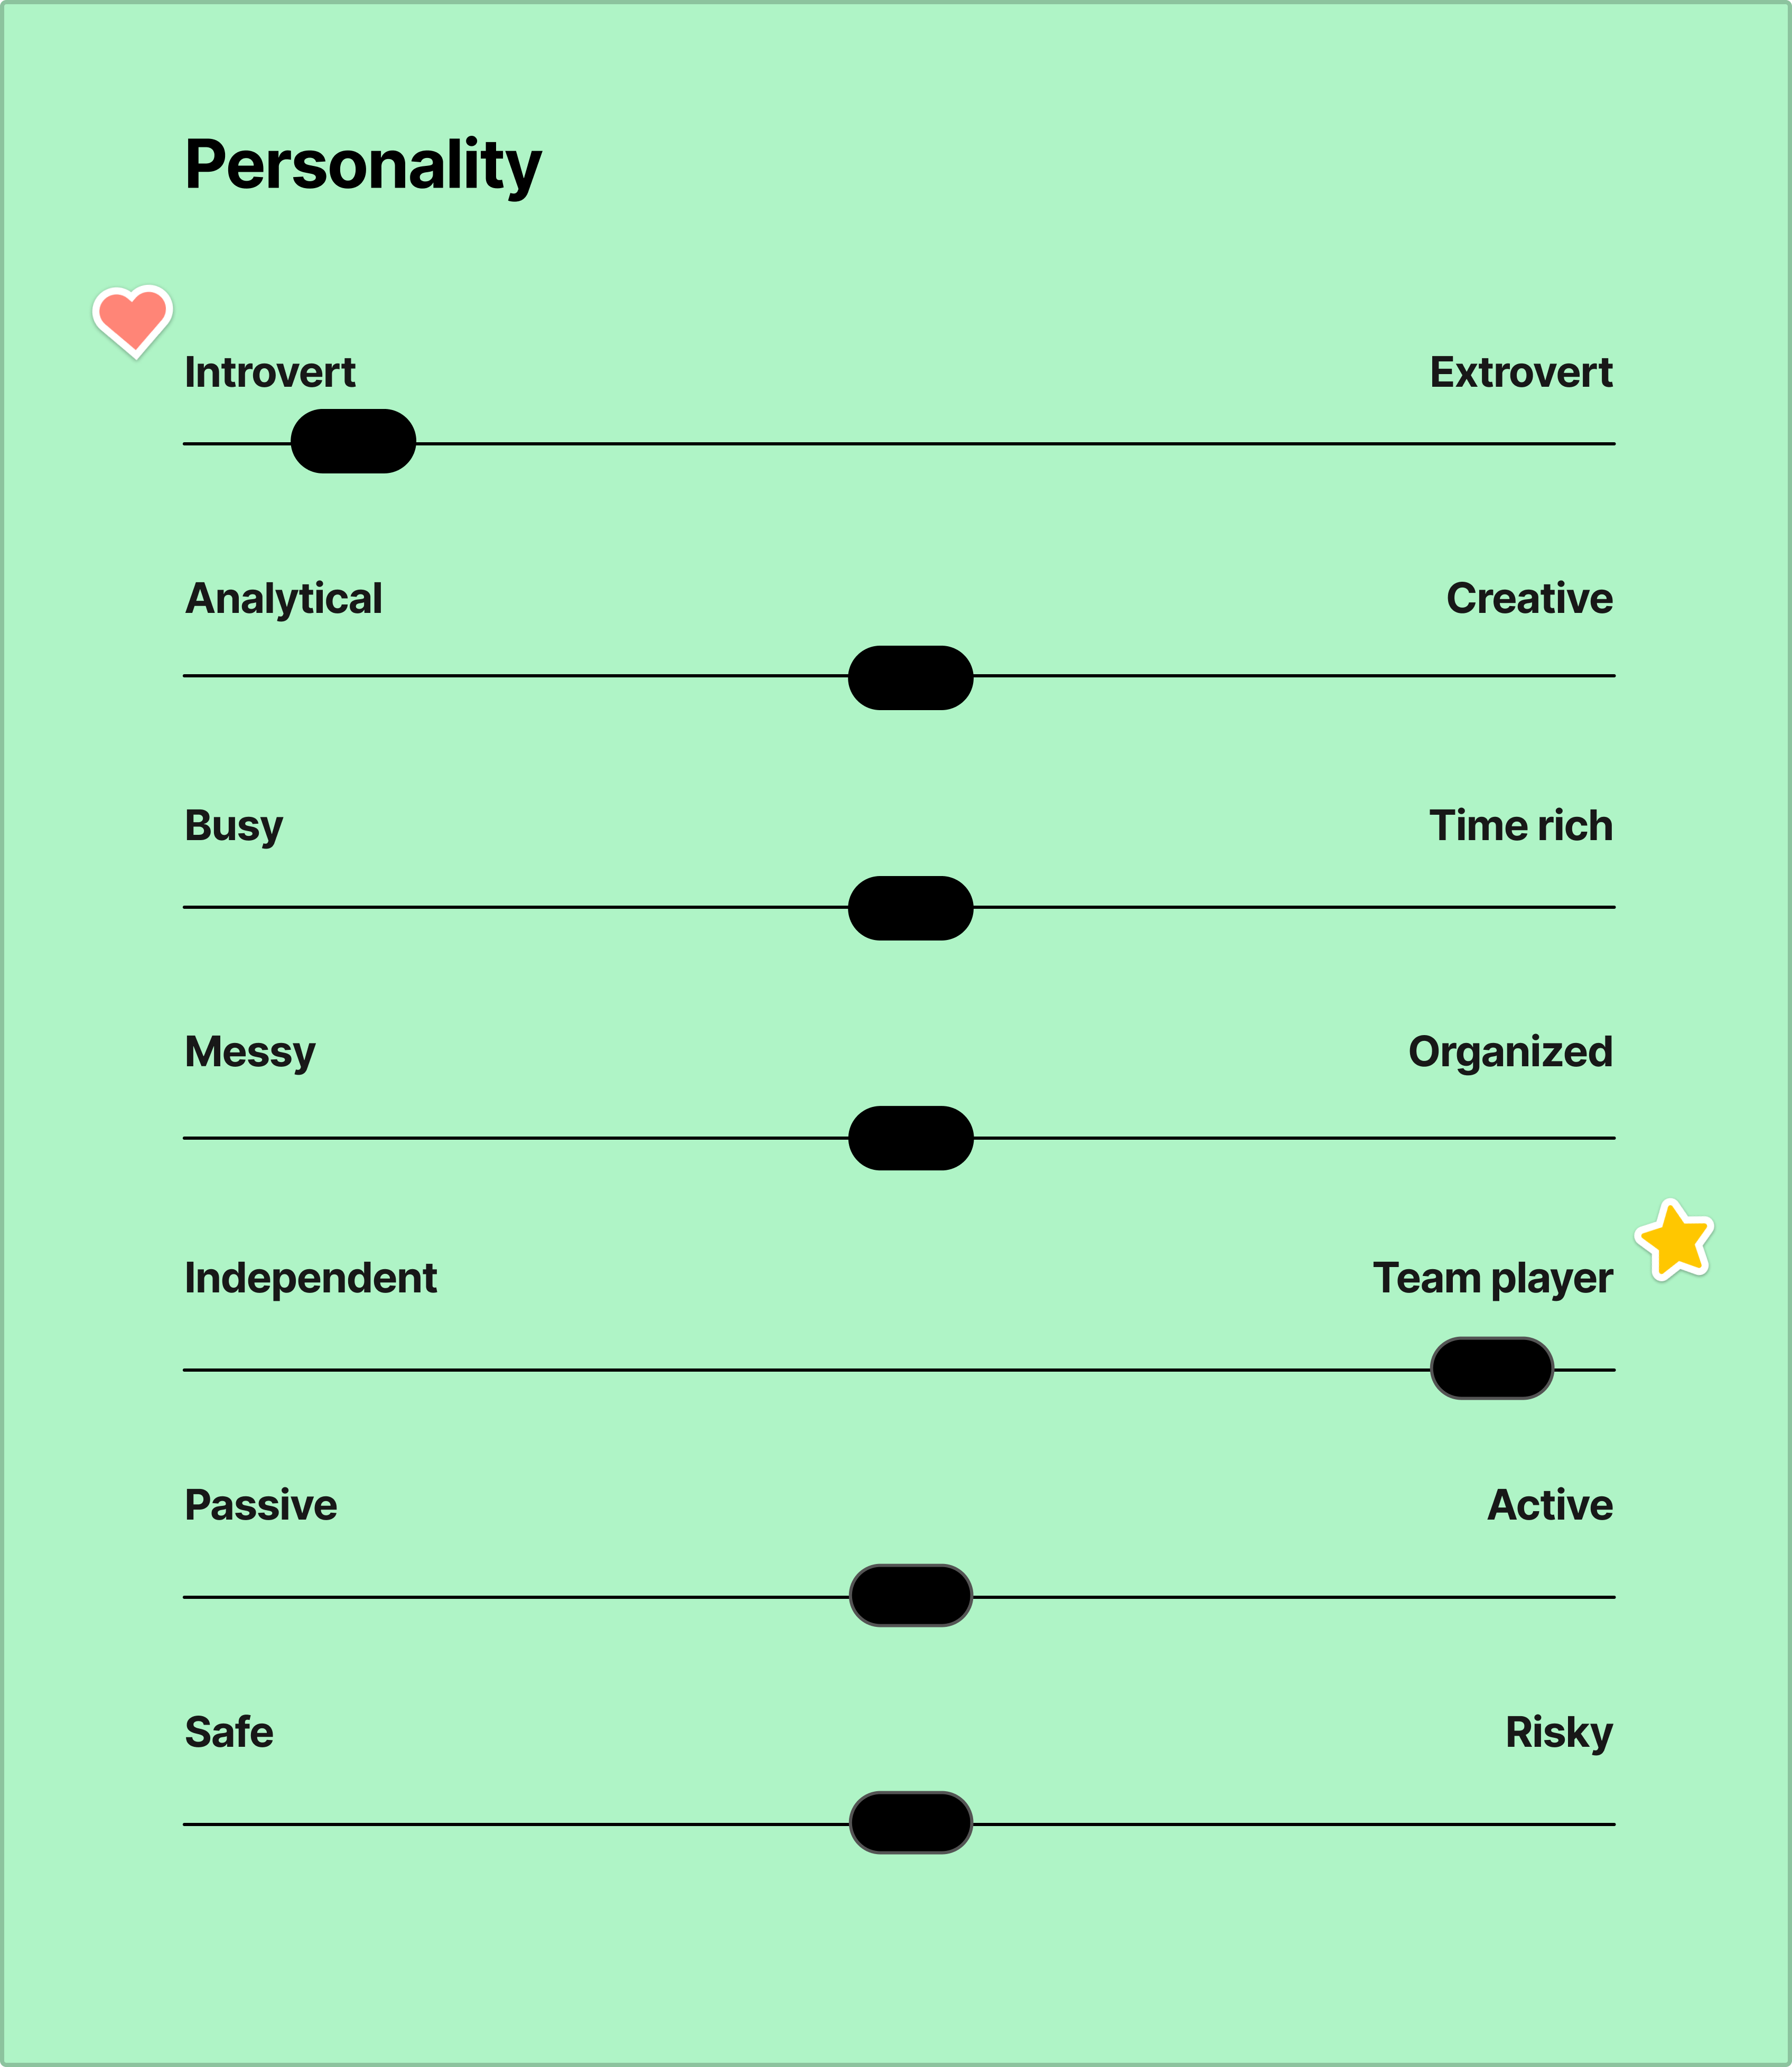 Personality
Introvert Extrovert
Analytical Creative
Busy Time rich
Messy Organized
Independent Team player
Passive Active
Safe Risky